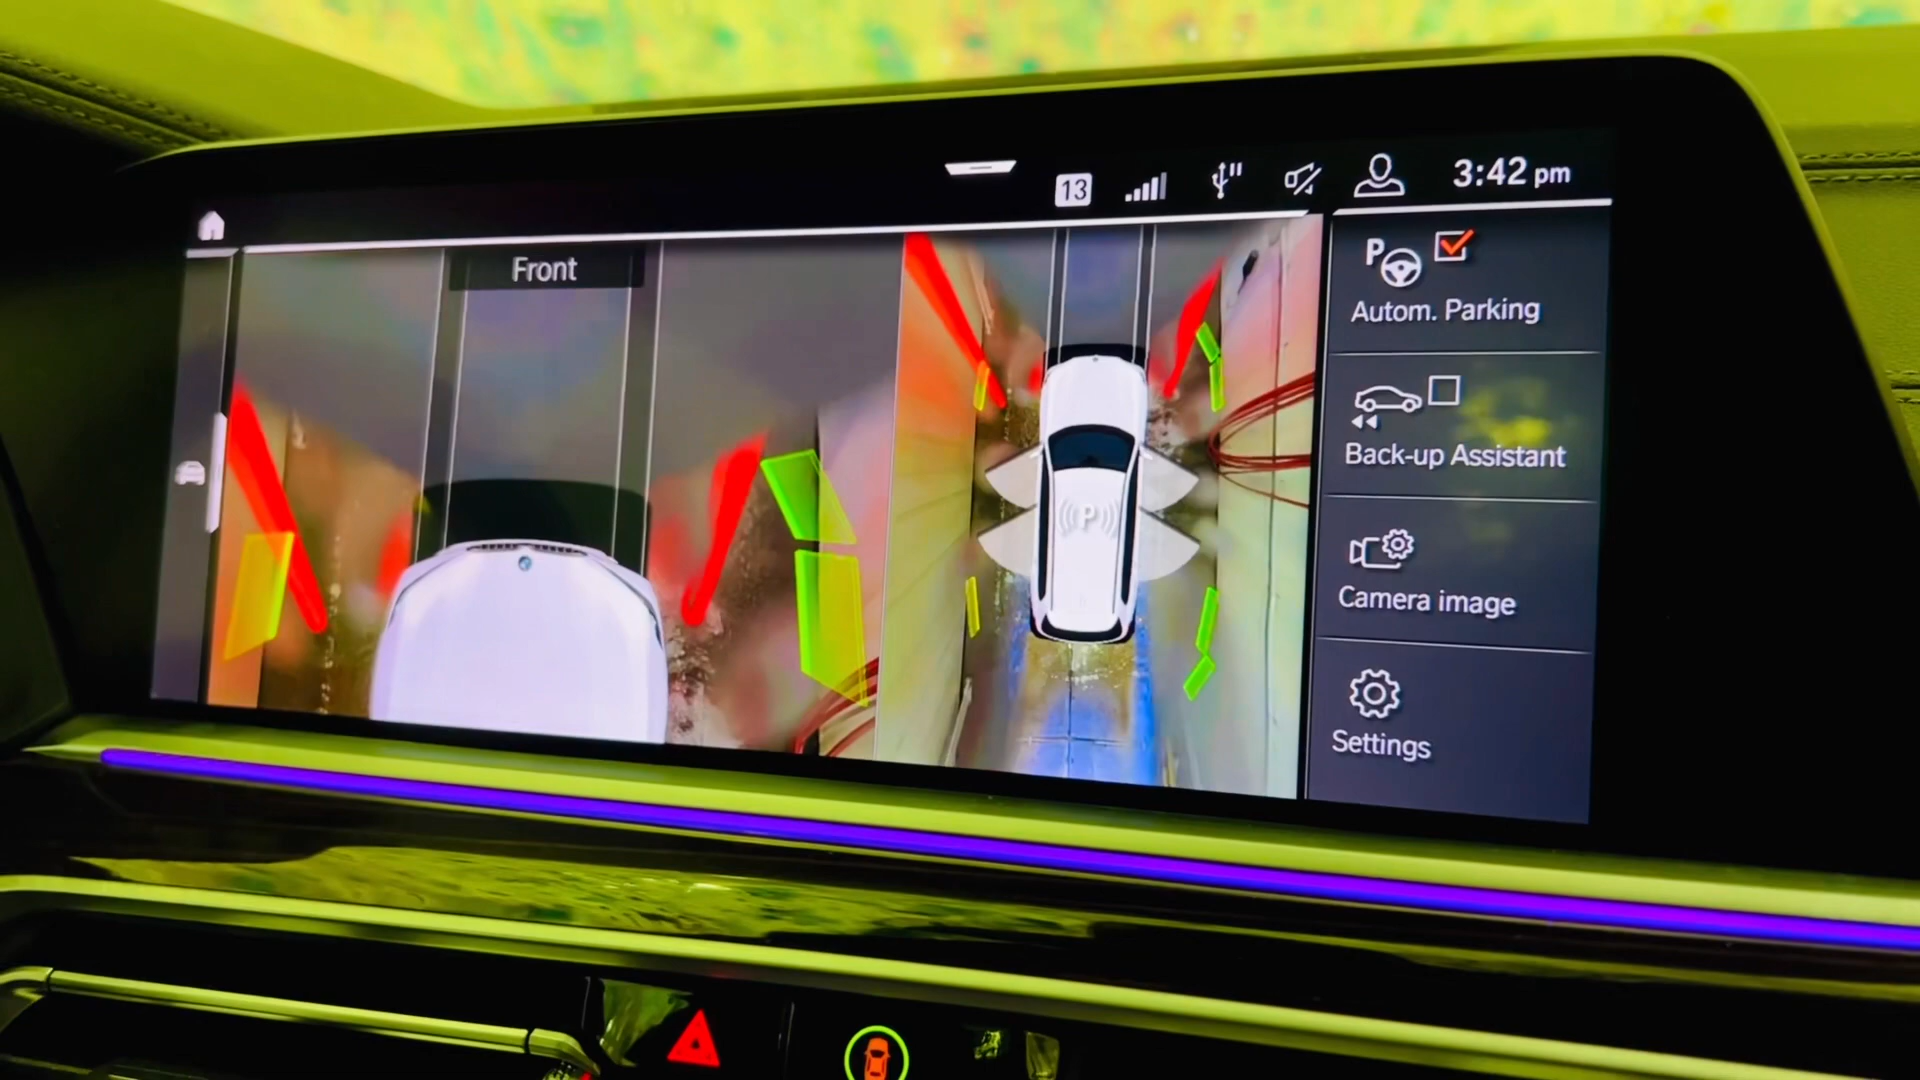 13
3:42 pm
Front
P
Autom. Parking
Back-up Assistant
Camera image
Settings
P